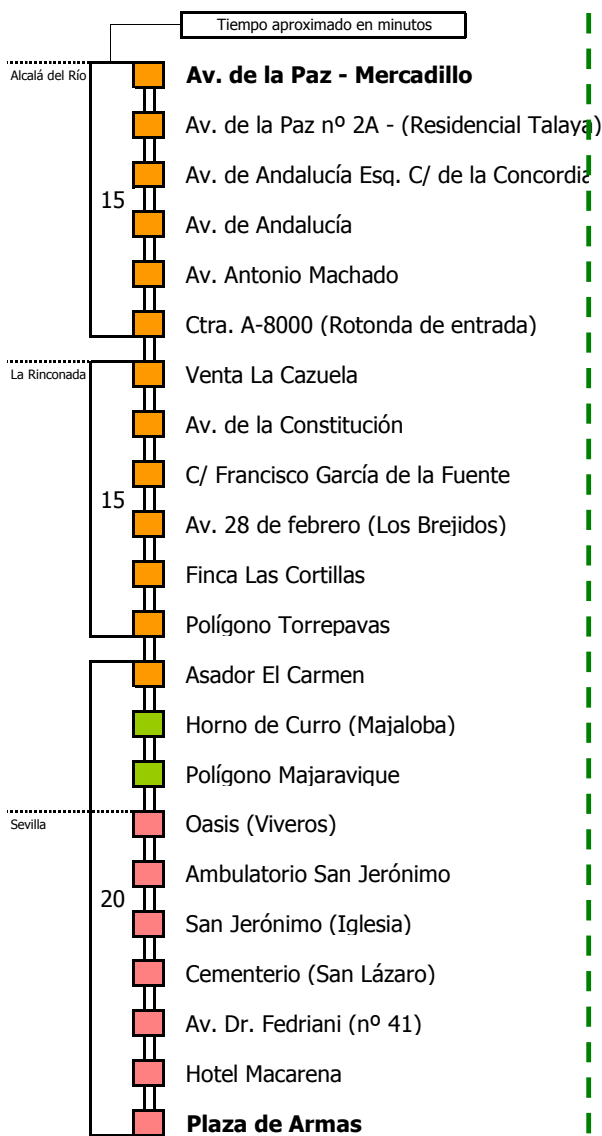 Tiempo aproximado en minutos
Alcalá del Río
Av. de la Paz - Mercadillo
Av. de la Paz nº 2A - (Residencial Talaya)
Av. de Andalucía Esq. C/ de la Concordia
15
Av. de Andalucía
Av. Antonio Machado
Ctra. A-8000 (Rotonda de entrada)
La Rinconada
Venta La Cazuela
Av. de la Constitución
C/ Francisco García de la Fuente
15
Av. 28 de febrero (Los Brejidos)
Finca Las Cortillas
Polígono Torrepavas
Asador El Carmen
Horno de Curro (Majaloba)
Polígono Majaravique
Sevilla
Oasis (Viveros)
Ambulatorio San Jerónimo
20
San Jerónimo (Iglesia)
Cementerio (San Lázaro)
Av. Dr. Fedriani (nº 41)
Hotel Macarena
Plaza de Armas